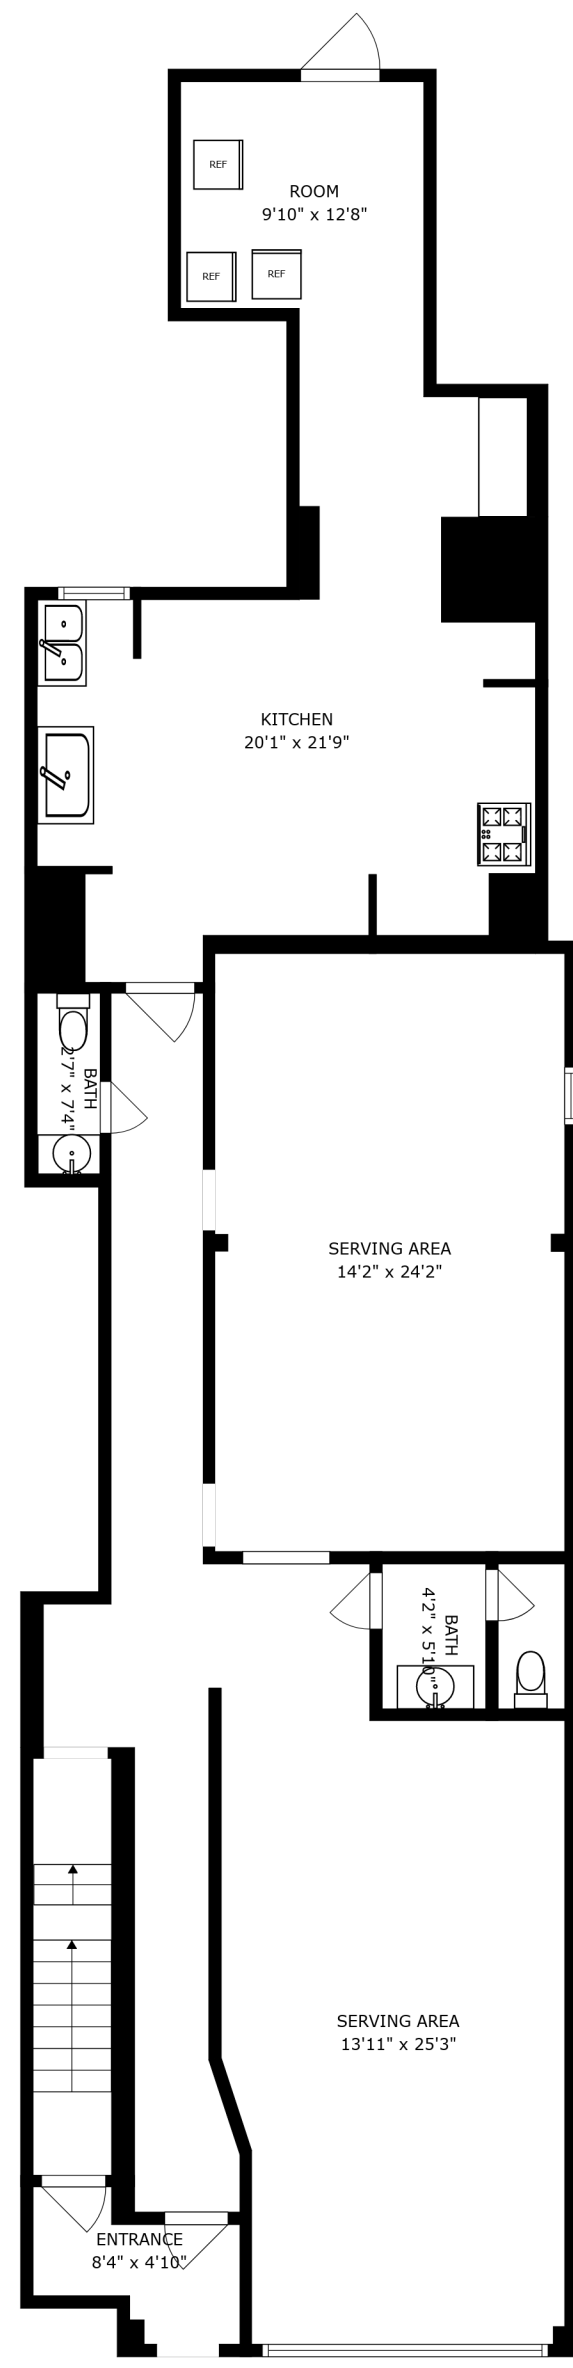 REF
ROOM
9'10" x 12'8"
REF
REF
KITCHEN
20'1" x 21'9"
BATH
2'7" x 7'4"
SERVING AREA
14'2" x 24'2"
BATH
4'2" x 5'10"
SERVING AREA
13'11" x 25'3"
ENTRANCE
8'4" x 4'10"